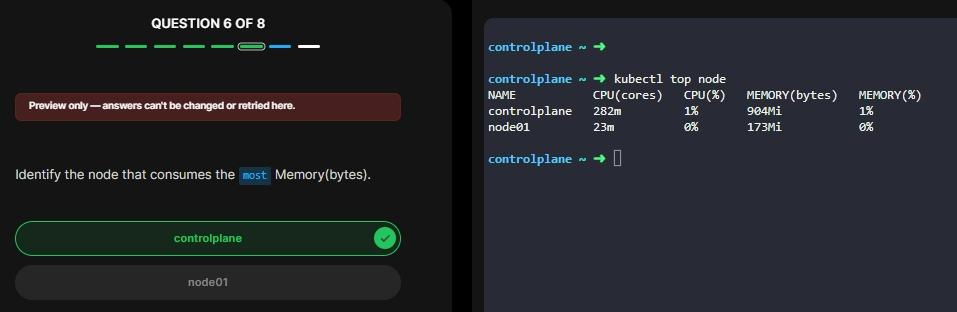 QUESTION 6 OF 8
Preview only — answers can't be changed or retried here.
Identify the node that consumes the most Memory(bytes).
controlplane
node01
controlplane ~ ➜
controlplane ~ ➜ kubectl top node
NAME CPU(cores) CPU(%) MEMORY(bytes) MEMORY(%)
controlplane 282m 1% 904Mi 1%
node01 23m 0% 173Mi 0%
controlplane ~ ➜